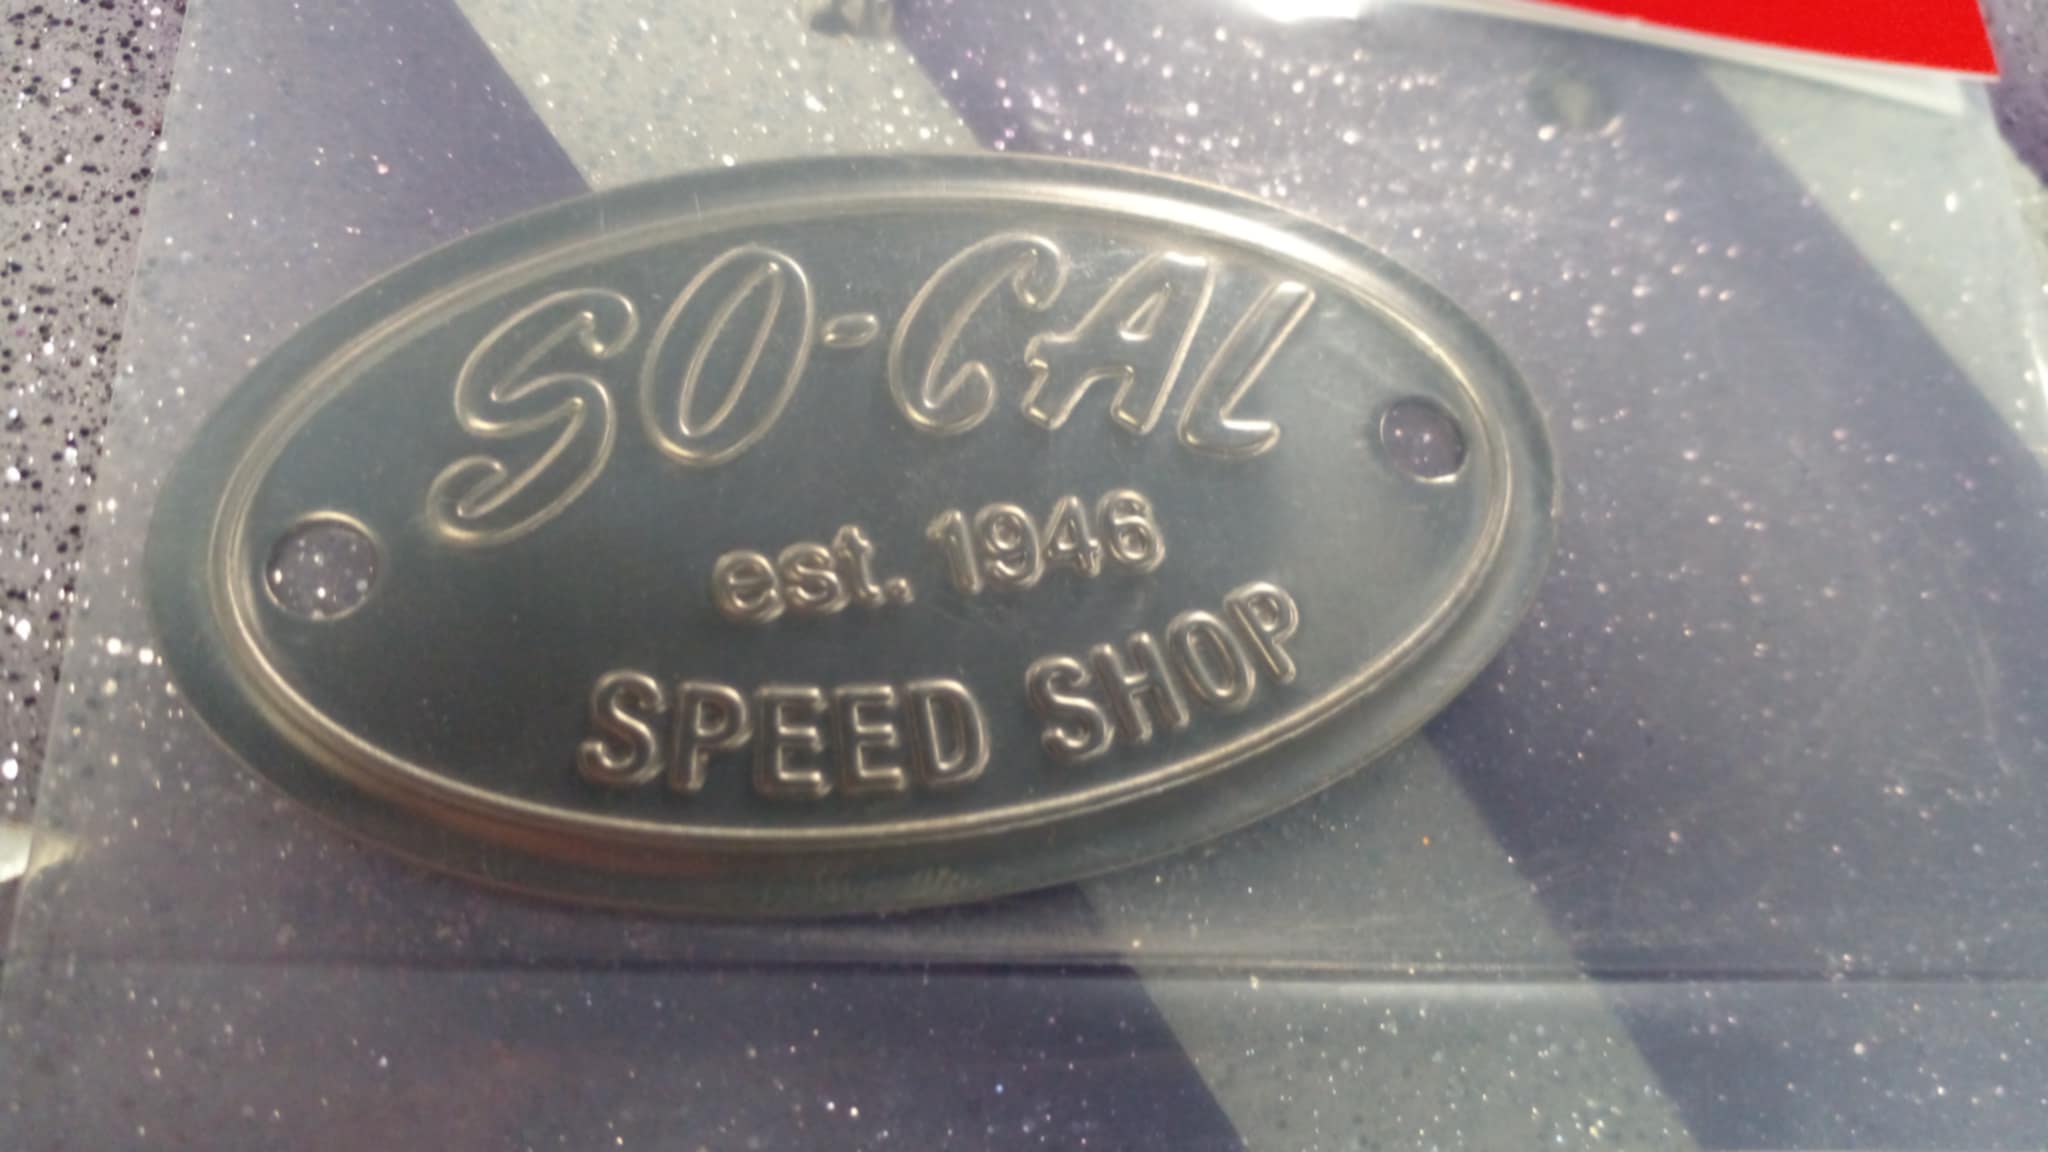 SO-CAL
est. 1946
SPEED SHOP